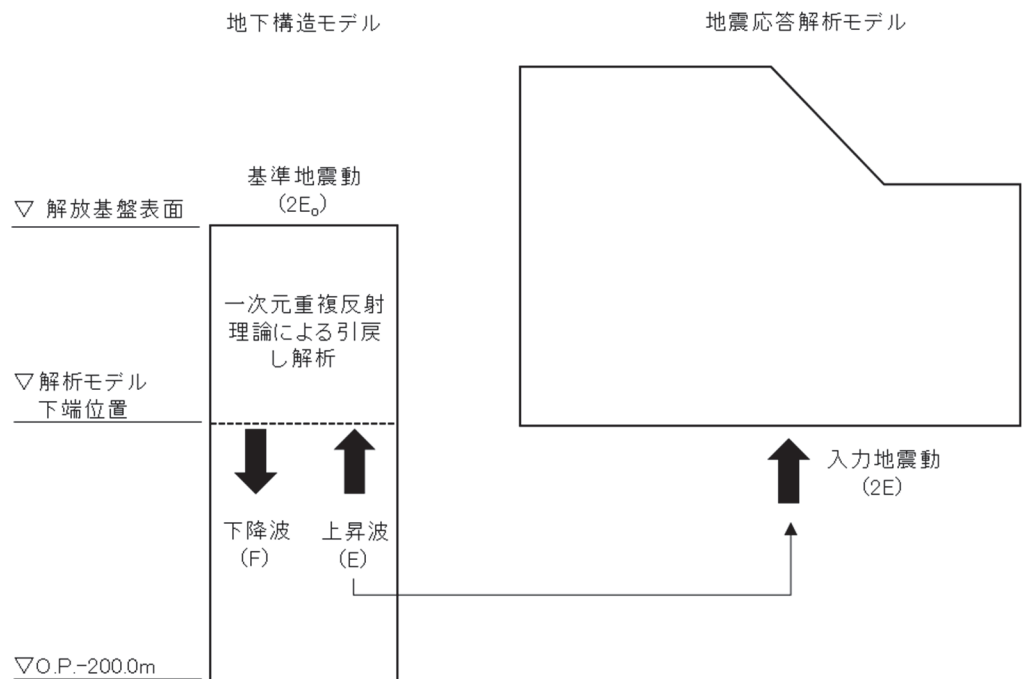 地下構造モデル
地震応答解析モデル
基準地震動
(2E₀)
▽ 解放基盤表面
一次元重複反射
理論による引戻
し解析
▽解析モデル
下端位置
下降波
(F)
上昇波
(E)
入力地震動
(2E)
▽O.P.-200.0m